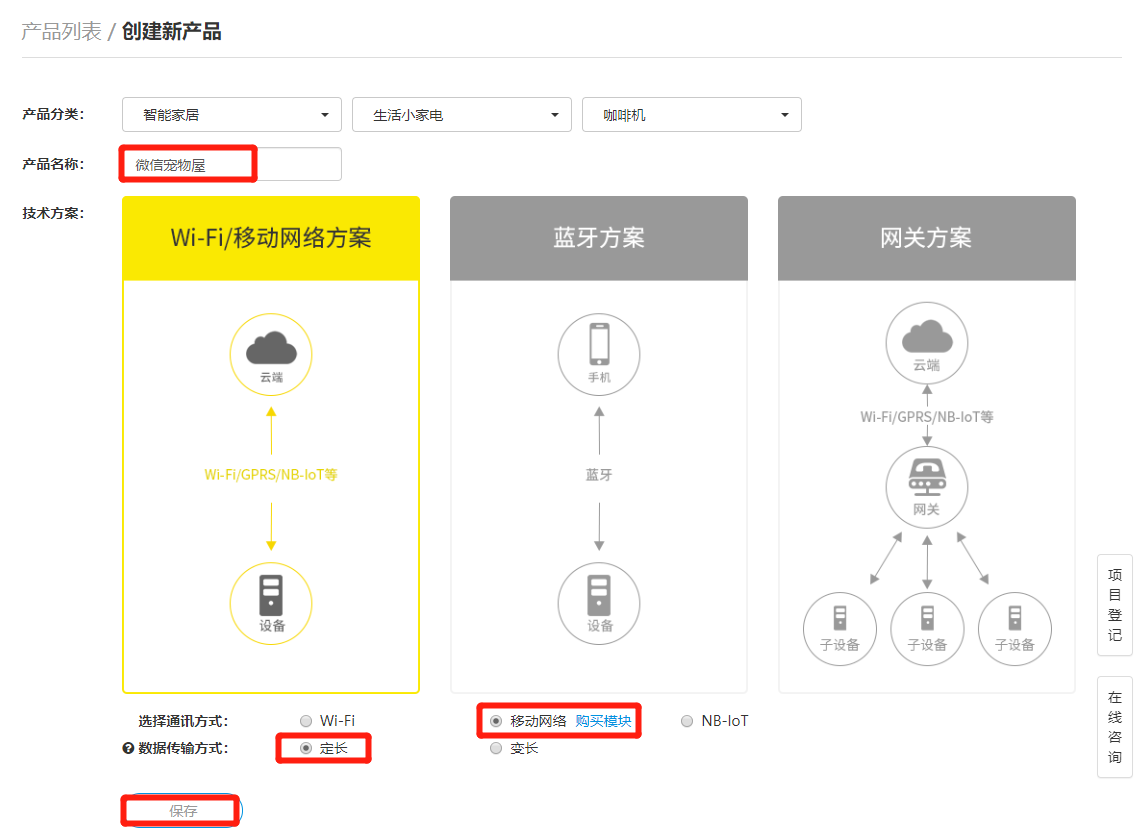 产品列表 / 创建新产品
产品分类： 智能家居 生活小家电 咖啡机
产品名称： 微信宠物屋
技术方案：
Wi-Fi/移动网络方案
云端
Wi-Fi/GPRS/NB-IoT等
设备
蓝牙方案
手机
蓝牙
设备
网关方案
云端
Wi-Fi/GPRS/NB-IoT等
网关
子设备 子设备 子设备
选择通讯方式： Wi-Fi 移动网络 购买模块 NB-IoT
数据传输方式： 定长 变长
保存
项目登记
在线咨询